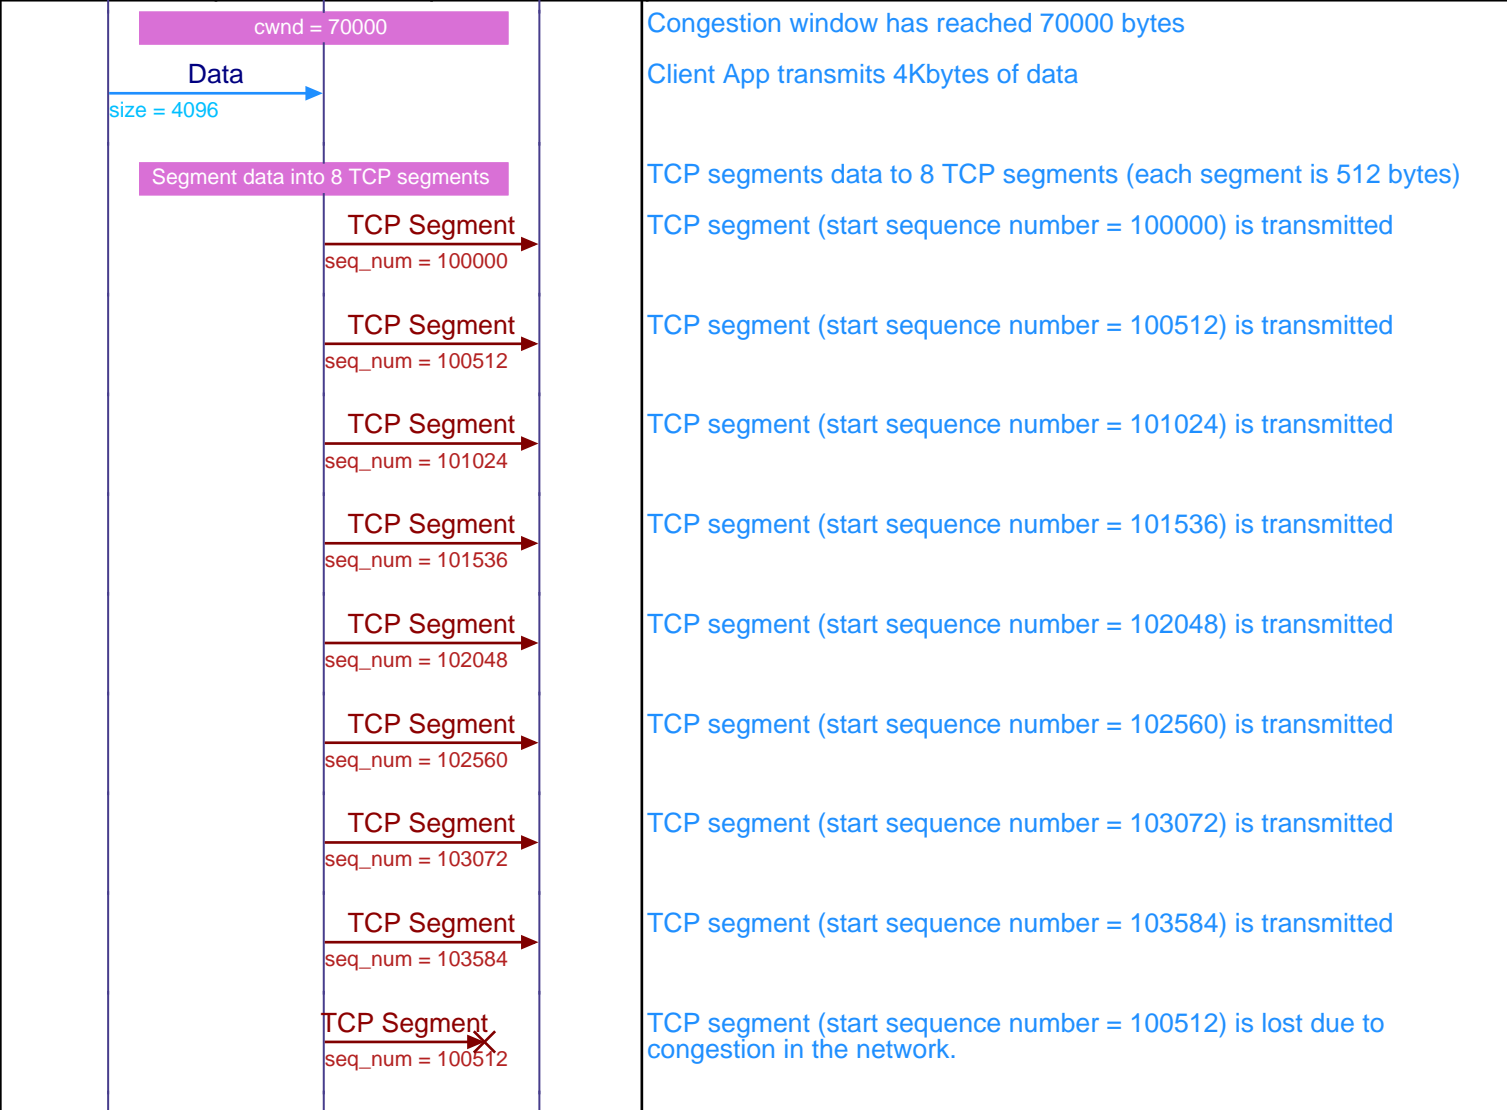 cwnd = 70000
Congestion window has reached 70000 bytes
Data
Client App transmits 4Kbytes of data
size = 4096
Segment data into 8 TCP segments
TCP segments data to 8 TCP segments (each segment is 512 bytes)
TCP Segment
TCP segment (start sequence number = 100000) is transmitted
seq_num = 100000
TCP Segment
TCP segment (start sequence number = 100512) is transmitted
seq_num = 100512
TCP Segment
TCP segment (start sequence number = 101024) is transmitted
seq_num = 101024
TCP Segment
TCP segment (start sequence number = 101536) is transmitted
seq_num = 101536
TCP Segment
TCP segment (start sequence number = 102048) is transmitted
seq_num = 102048
TCP Segment
TCP segment (start sequence number = 102560) is transmitted
seq_num = 102560
TCP Segment
TCP segment (start sequence number = 103072) is transmitted
seq_num = 103072
TCP Segment
TCP segment (start sequence number = 103584) is transmitted
seq_num = 103584
TCP Segment
TCP segment (start sequence number = 100512) is lost due to
congestion in the network.
seq_num = 100512